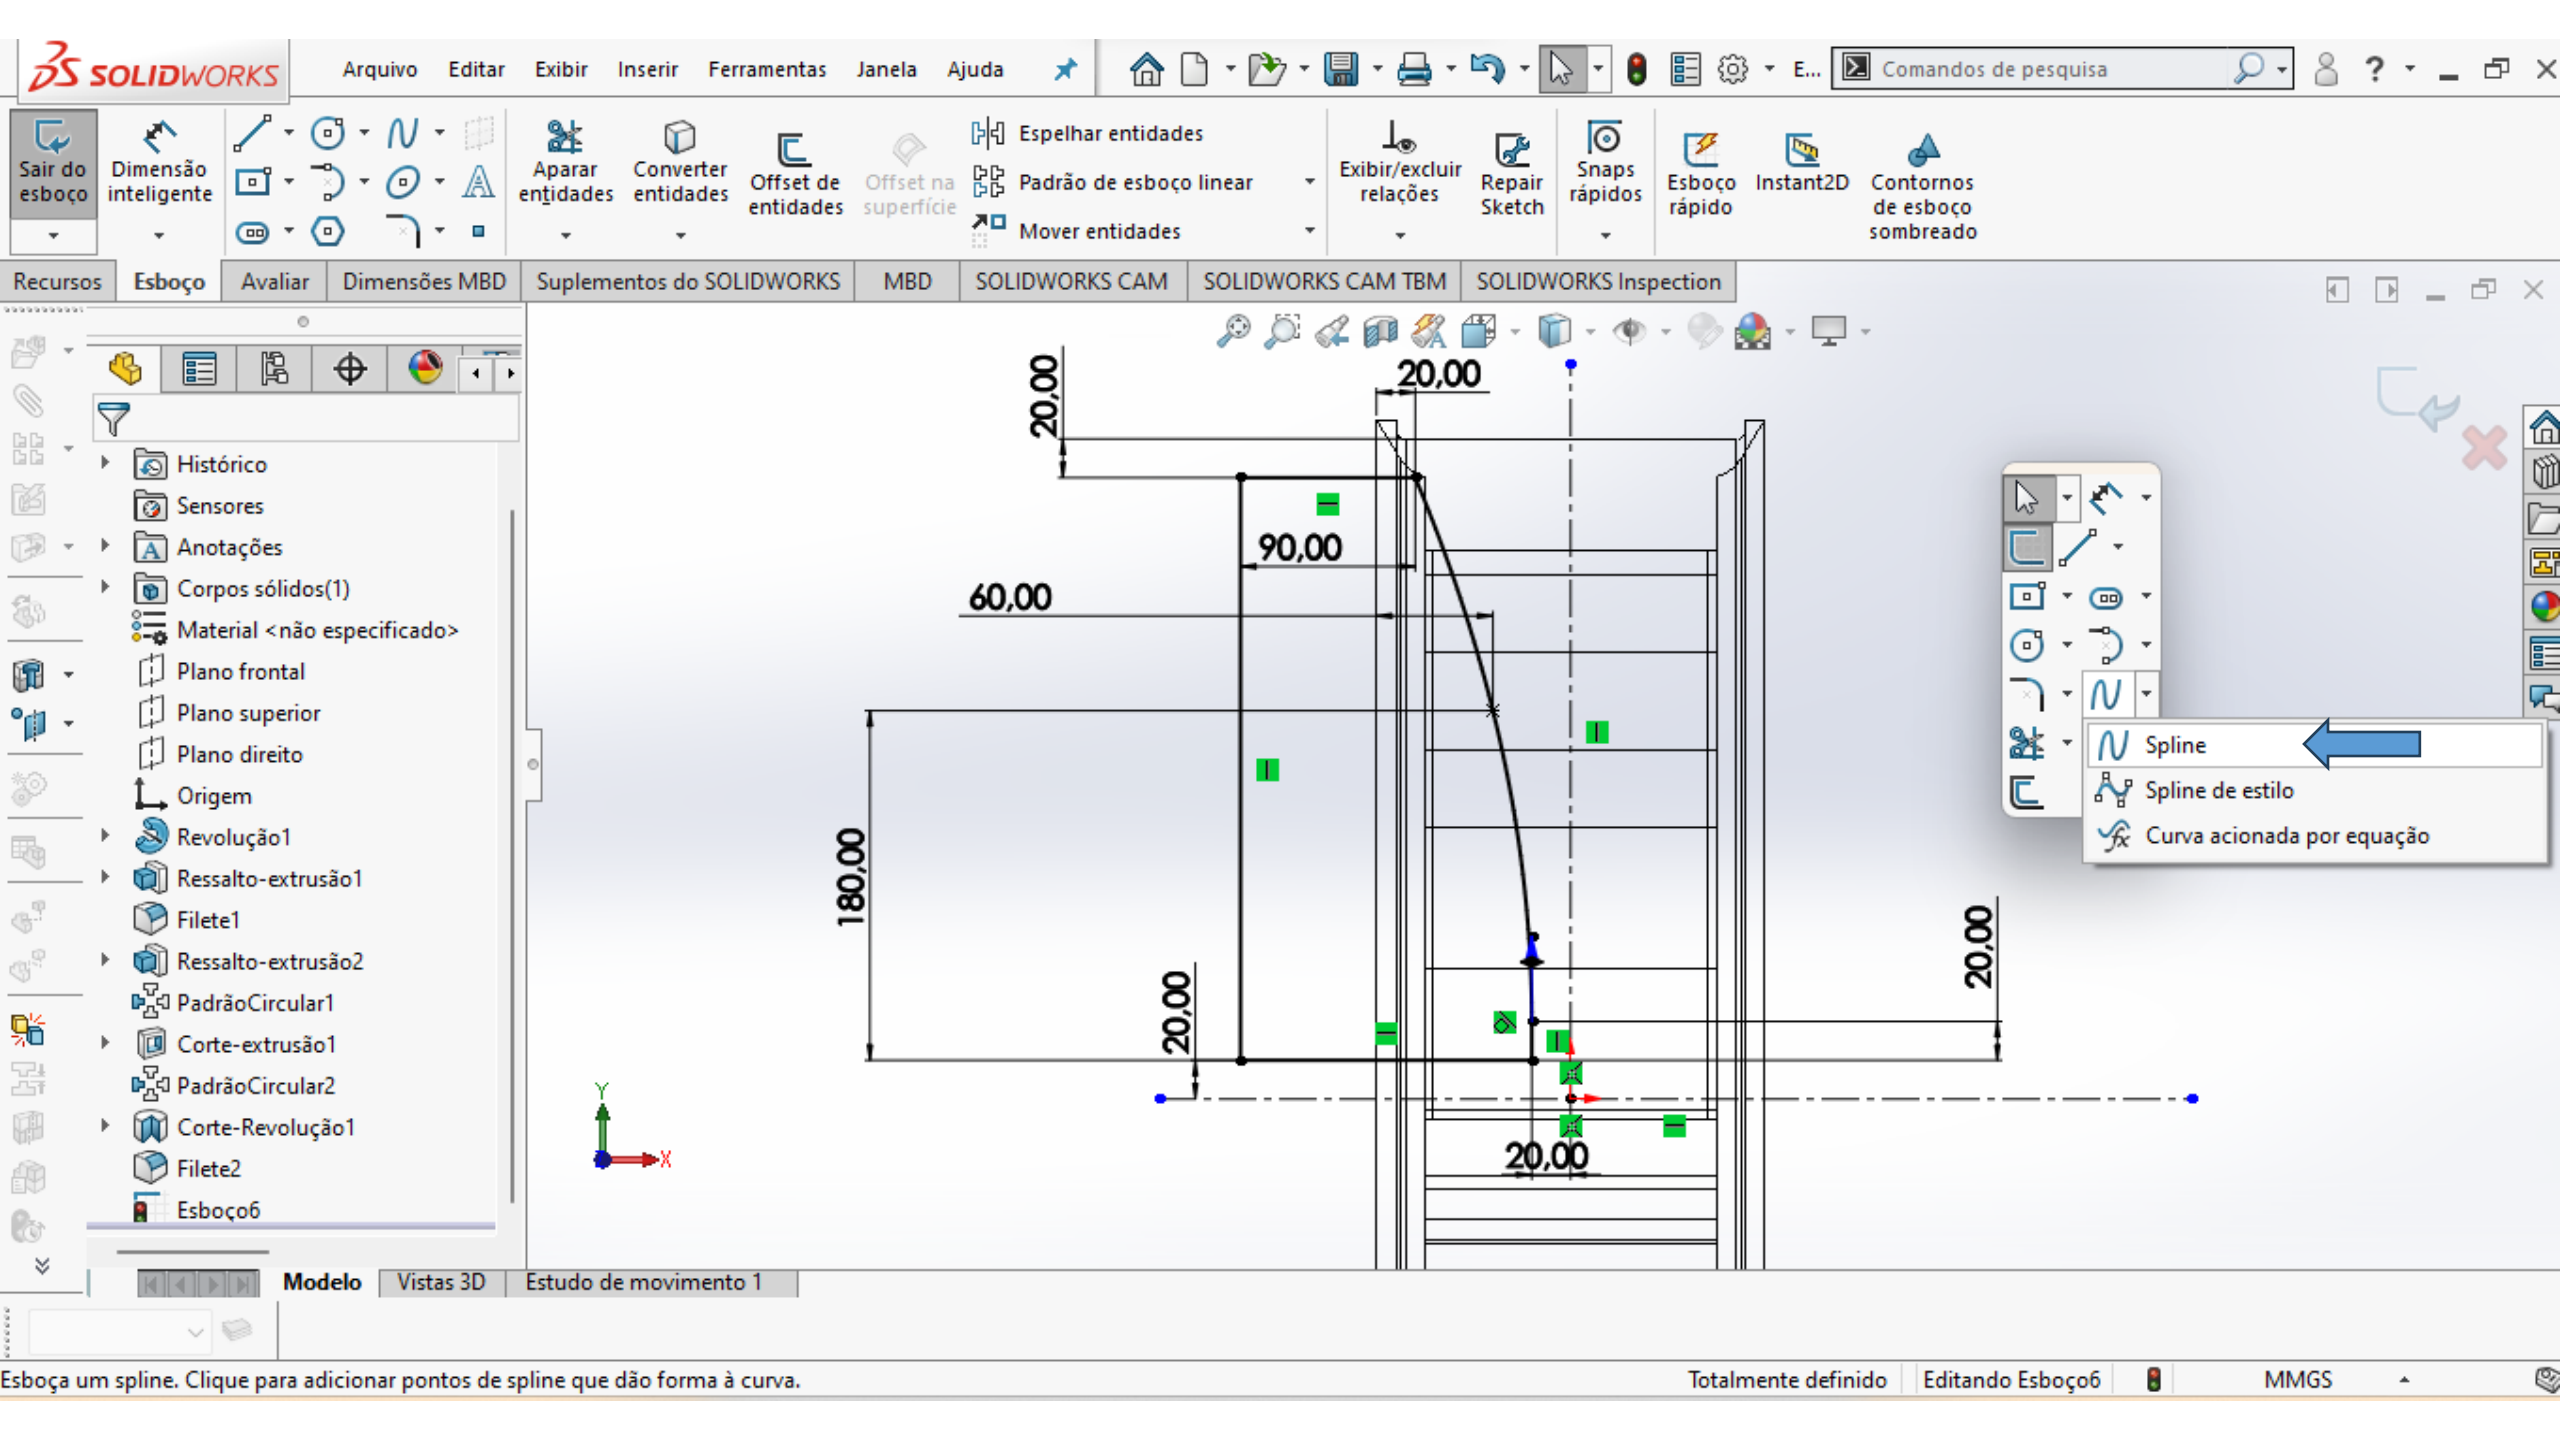 SOLIDWORKS
Arquivo Editar Exibir Inserir Ferramentas Janela Ajuda
E...
Comandos de pesquisa
Sair do esboço
Dimensão inteligente
Aparar entidades
Converter entidades
Offset de entidades
Offset na superfície
Espelhar entidades
Padrão de esboço linear
Mover entidades
Exibir/excluir relações
Repair Sketch
Snaps rápidos
Esboço rápido
Instant2D
Contornos de esboço sombreado
Recursos Esboço Avaliar Dimensões MBD Suplementos do SOLIDWORKS MBD SOLIDWORKS CAM SOLIDWORKS CAM TBM SOLIDWORKS Inspection
Histórico
Sensores
Anotações
Corpos sólidos(1)
Material <não especificado>
Plano frontal
Plano superior
Plano direito
Origem
Revolução1
Ressalto-extrusão1
Filete1
Ressalto-extrusão2
PadrãoCircular1
Corte-extrusão1
PadrãoCircular2
Corte-Revolução1
Filete2
Esboço6
20,00
20,00
90,00
60,00
180,00
20,00
20,00
20,00
Y
X
Spline
Spline de estilo
Curva acionada por equação
Modelo Vistas 3D Estudo de movimento 1
Esboça um spline. Clique para adicionar pontos de spline que dão forma à curva.
Totalmente definido Editando Esboço6 MMGS